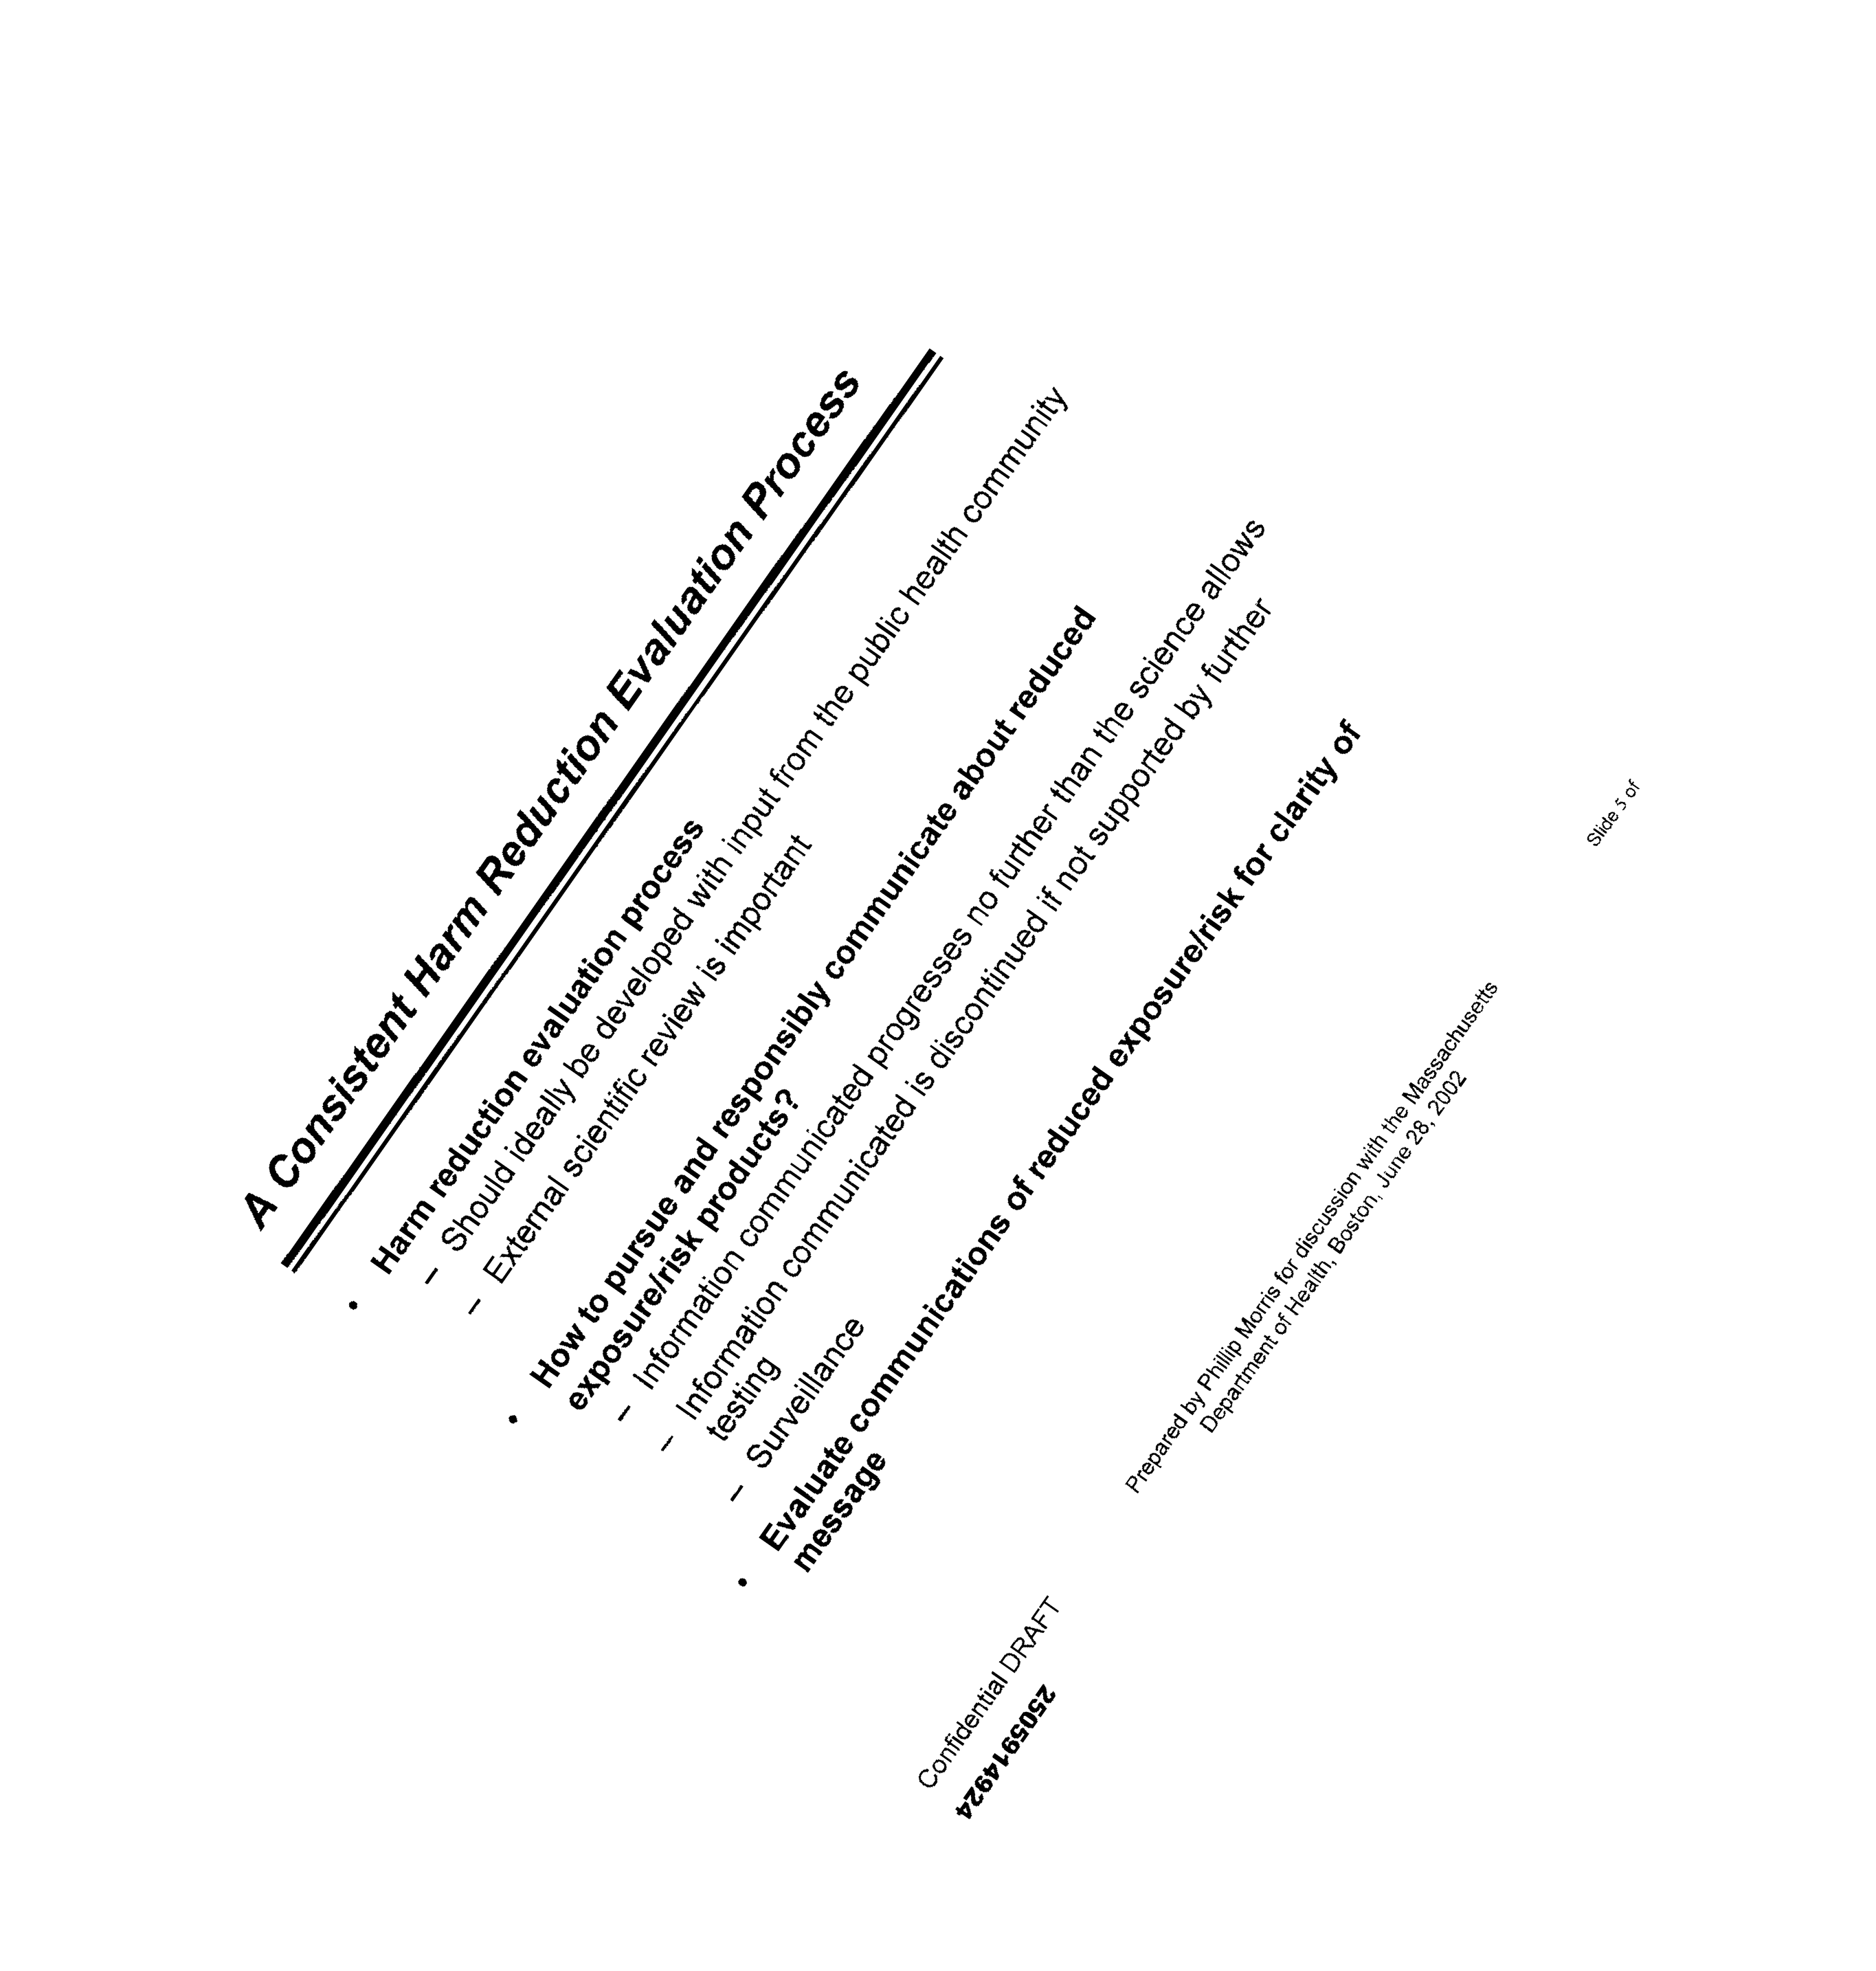 A Consistent Harm Reduction Evaluation Process
• Harm reduction evaluation process
– Should ideally be developed with input from the public health community
– External scientific review is important
• How to pursue and responsibly communicate about reduced
exposure/risk products?
– Information communicated progresses no further than the science allows
– Information communicated is discontinued if not supported by further
testing
– Surveillance
• Evaluate communications of reduced exposure/risk for clarity of
message
Confidential DRAFT
Prepared by Phillip Morris for discussion with the Massachusetts
Department of Health, Boston, June 28, 2002
Slide 5 of
2505914924